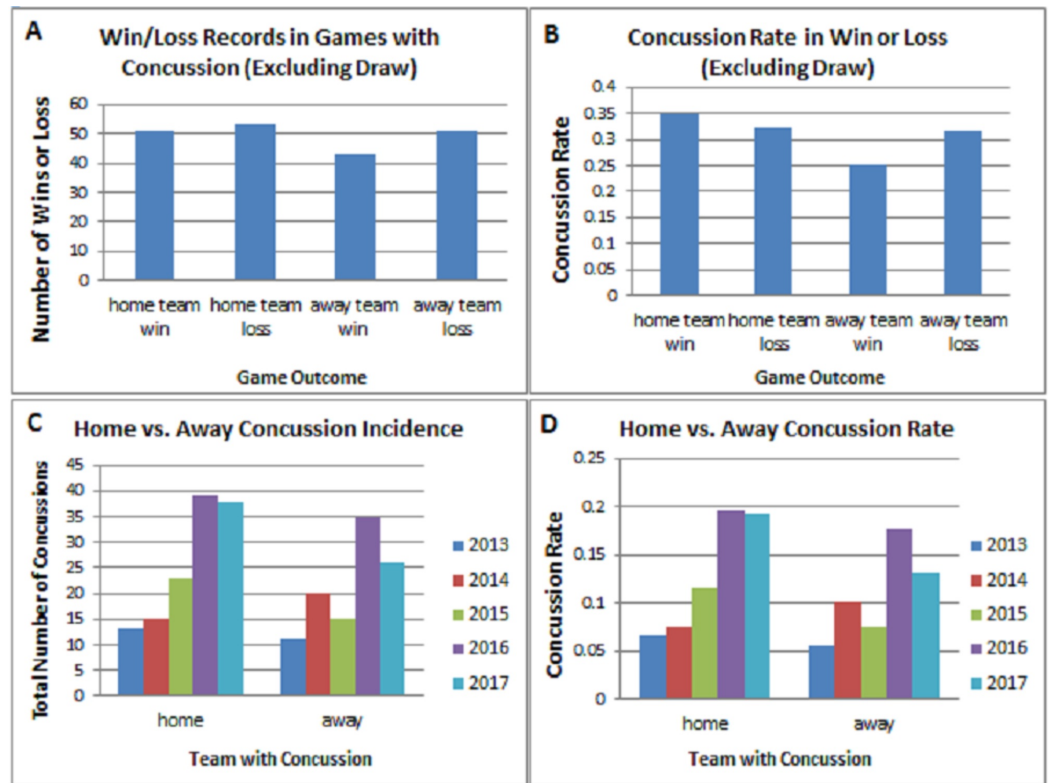 A
Win/Loss Records in Games with
Concussion (Excluding Draw)
Number of Wins or Loss
60
50
40
30
20
10
0
home team win
home team loss
away team win
away team loss
Game Outcome
B
Concussion Rate in Win or Loss
(Excluding Draw)
Concussion Rate
0.4
0.35
0.3
0.25
0.2
0.15
0.1
0.05
0
home team win
home team loss
away team win
away team loss
Game Outcome
C
Home vs. Away Concussion Incidence
Total Number of Concussions
45
40
35
30
25
20
15
10
5
0
home
away
Team with Concussion
2013
2014
2015
2016
2017
D
Home vs. Away Concussion Rate
Concussion Rate
0.25
0.2
0.15
0.1
0.05
0
home
away
Team with Concussion
2013
2014
2015
2016
2017